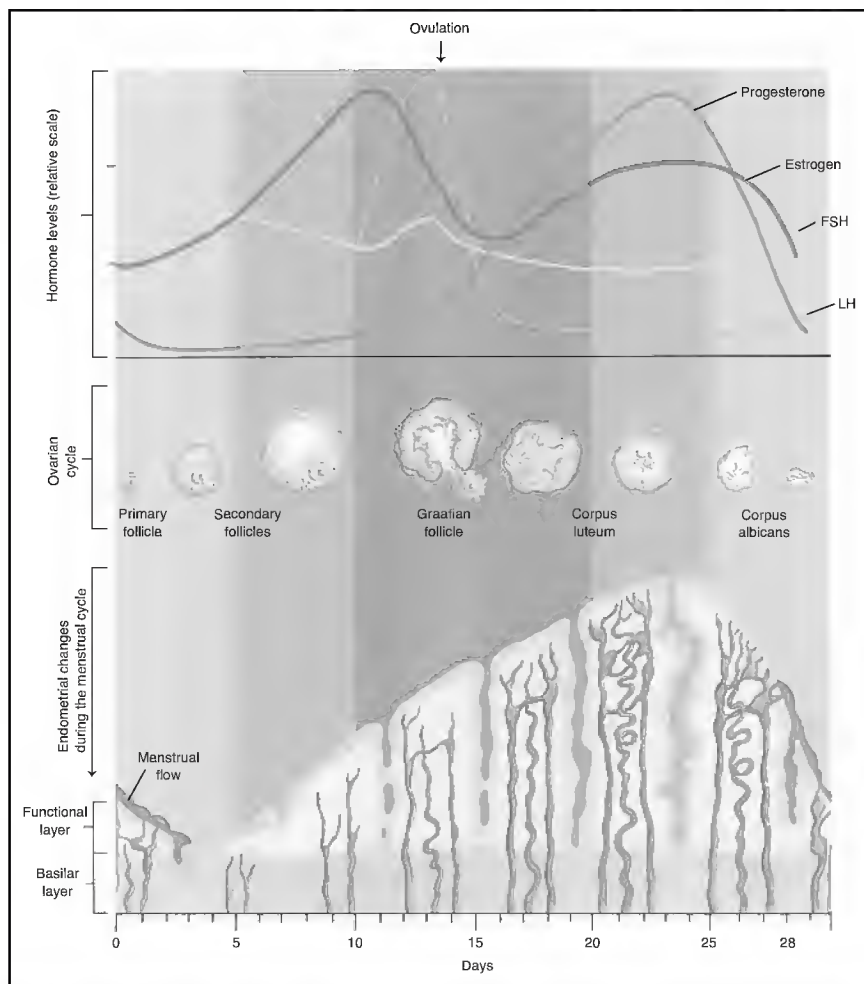 Ovulation
Hormone levels (relative scale)
Progesterone
Estrogen
FSH
LH
Ovarian
cycle
Primary
follicle
Secondary
follicles
Graafian
follicle
Corpus
luteum
Corpus
albicans
Endometrial changes
during the menstrual cycle
Menstrual
flow
Functional
layer
Basilar
layer
0 5 10 15 20 25 28
Days